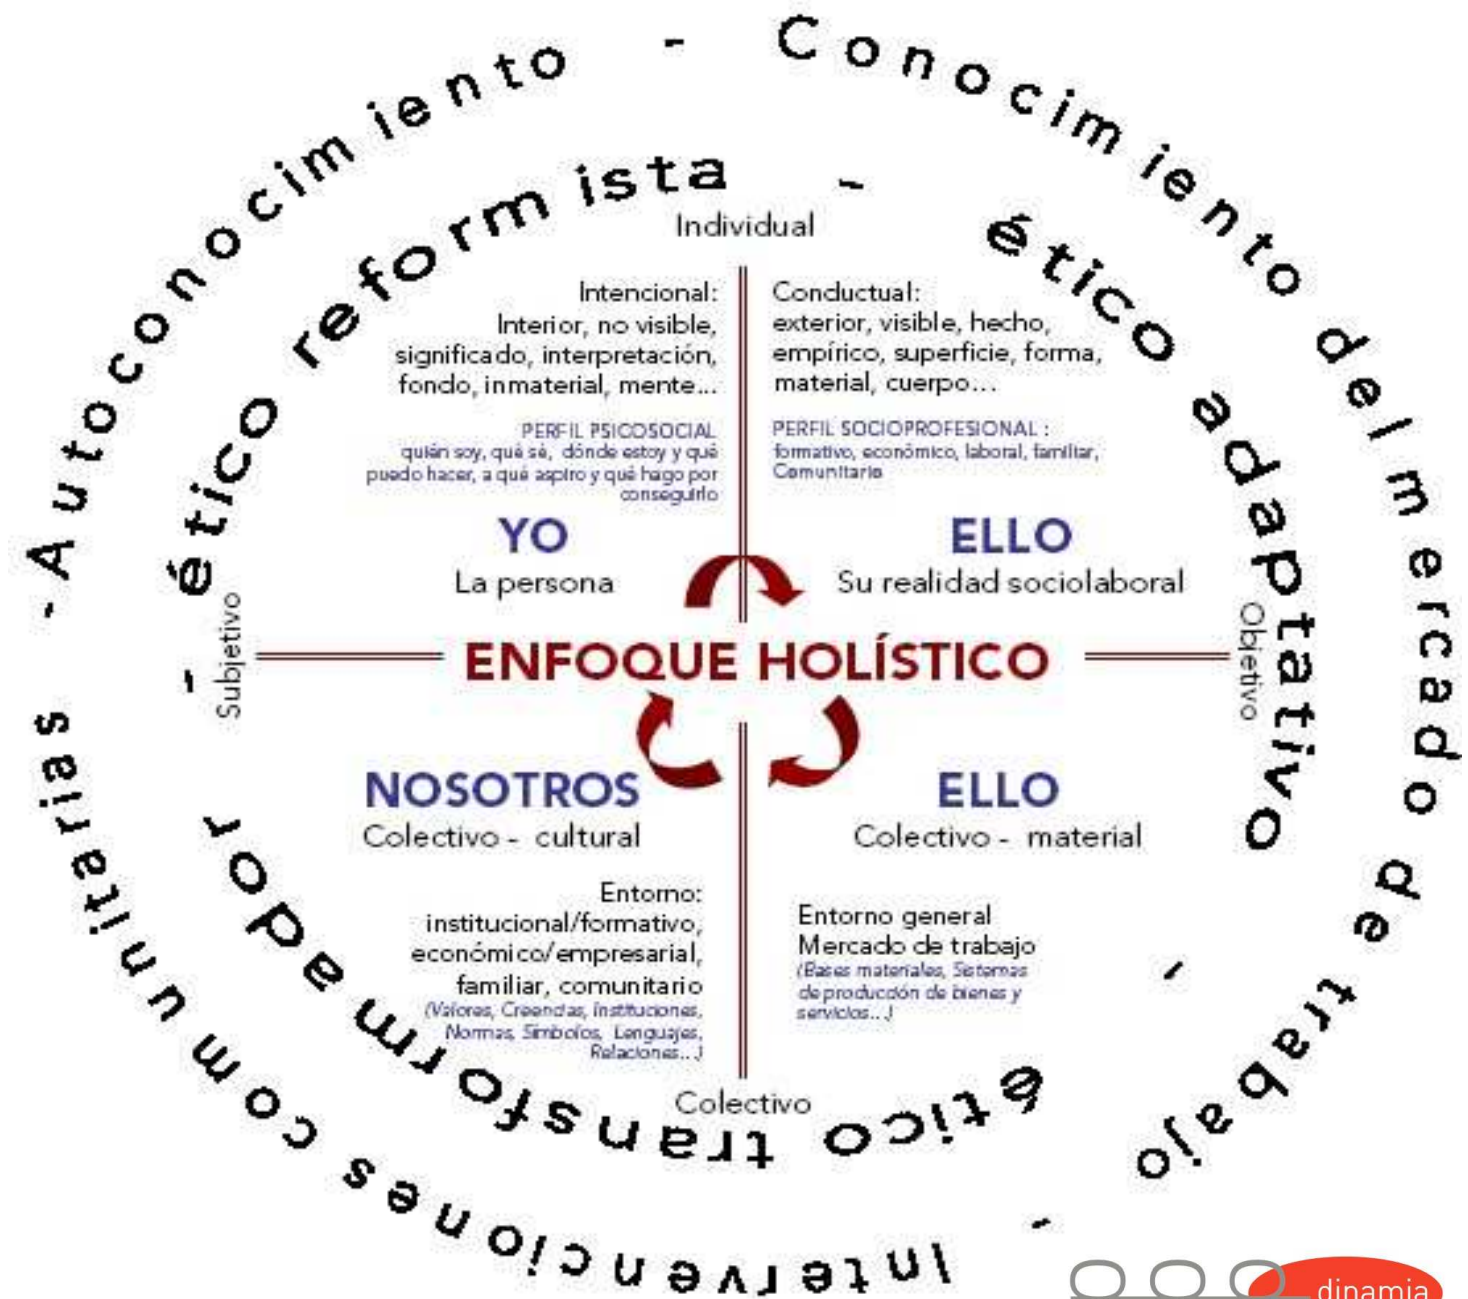 Autoconocimiento - Conocimiento del mercado de trabajo - Intervenciones comunitarias -
ético reformista - ético adaptativo - ético transformador -
Individual
Intencional:
Interior, no visible,
significado, interpretación,
fondo, inmaterial, mente...
PERFIL PSICOSOCIAL
quién soy, qué sé, dónde estoy y qué
puedo hacer, a qué aspiro y qué hago por
conseguirlo
YO
La persona
Conductual:
exterior, visible, hecho,
empírico, superficie, forma,
material, cuerpo...
PERFIL SOCIOPROFESIONAL :
formativo, económico, laboral, familiar,
Comunitario
ELLO
Su realidad sociolaboral
Subjetivo
ENFOQUE HOLÍSTICO
Objetivo
NOSOTROS
Colectivo - cultural
Entorno:
institucional/formativo,
económico/empresarial,
familiar, comunitario
(Valores, Creencias, Instituciones,
Normas, Símbolos, Lenguajes,
Relaciones...)
ELLO
Colectivo - material
Entorno general
Mercado de trabajo
(Bases materiales, Sistemas
de producción de bienes y
servicios...)
Colectivo
dinamia